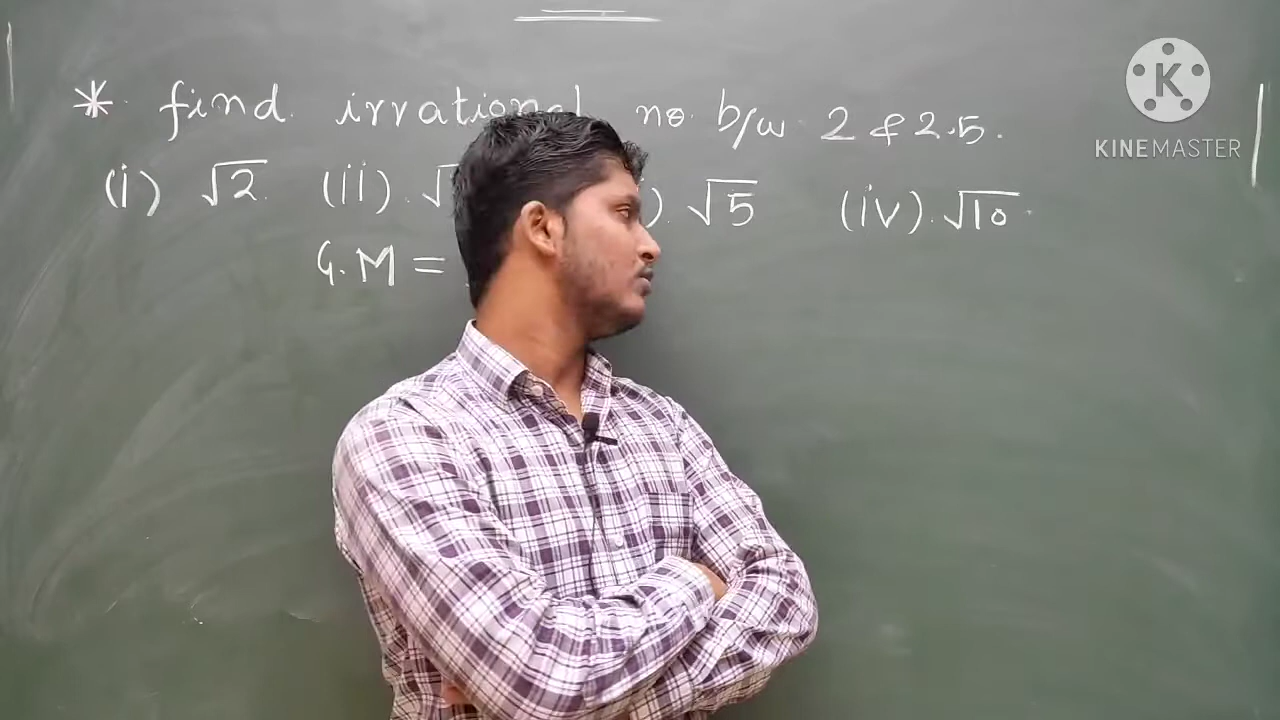 * find irrational no. b/w 2 & 2.5.
(i) √2 (ii) √ ) √5 (iv) √10
G.M =
K
KINEMASTER